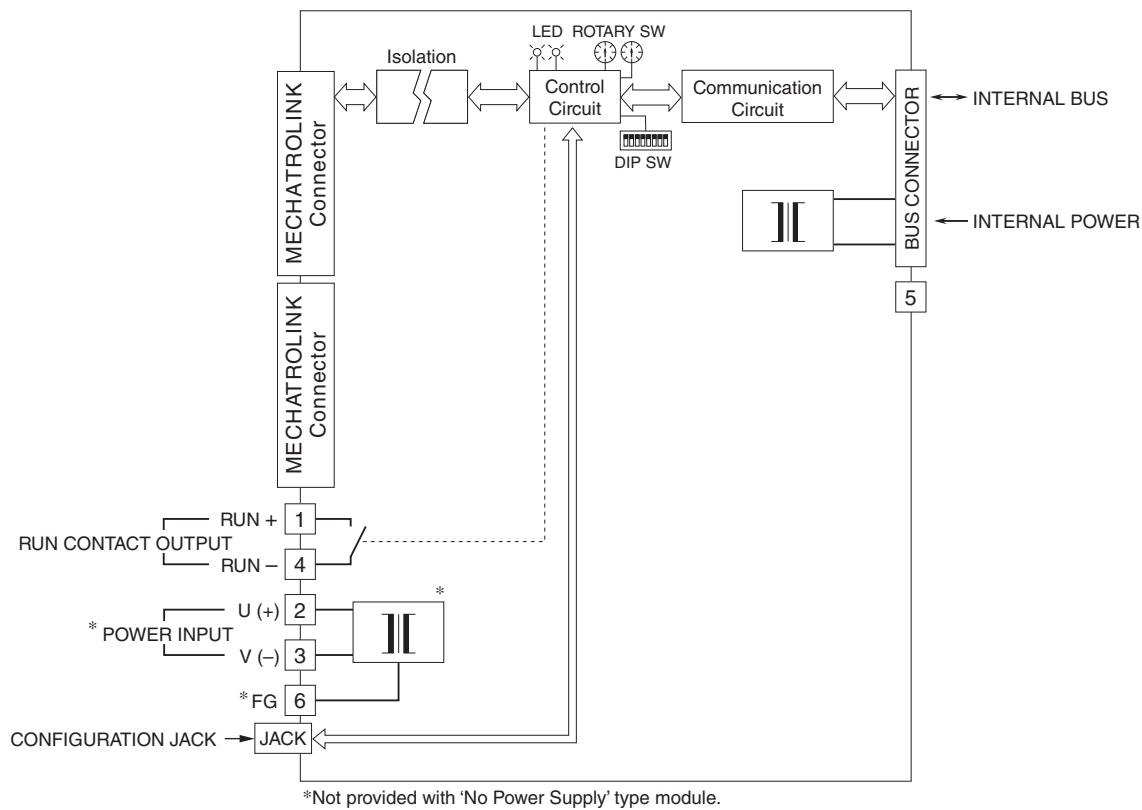 LED ROTARY SW
Isolation
MECHATROLINK
Connector
Control
Circuit
Communication
Circuit
BUS CONNECTOR
INTERNAL BUS
DIP SW
INTERNAL POWER
5
MECHATROLINK
Connector
RUN CONTACT OUTPUT
RUN + 1
RUN – 4
* POWER INPUT
U (+) 2
*
V (–) 3
* FG 6
CONFIGURATION JACK JACK
*Not provided with ‘No Power Supply’ type module.